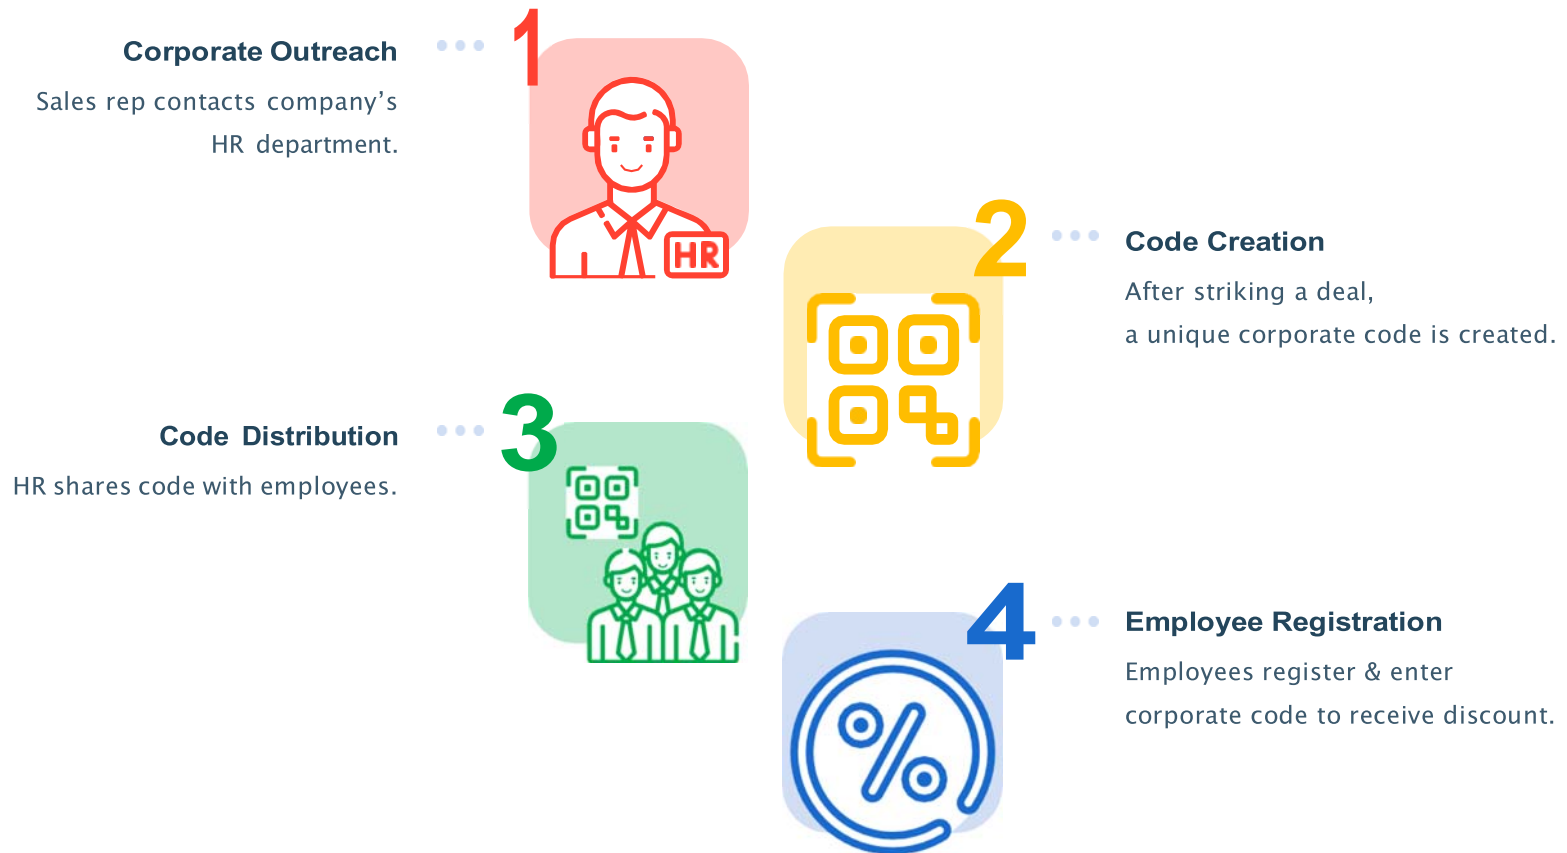 1
Corporate Outreach
Sales rep contacts company’s
HR department.
HR
2
Code Creation
After striking a deal,
a unique corporate code is created.
3
Code Distribution
HR shares code with employees.
4
Employee Registration
Employees register & enter
corporate code to receive discount.
%